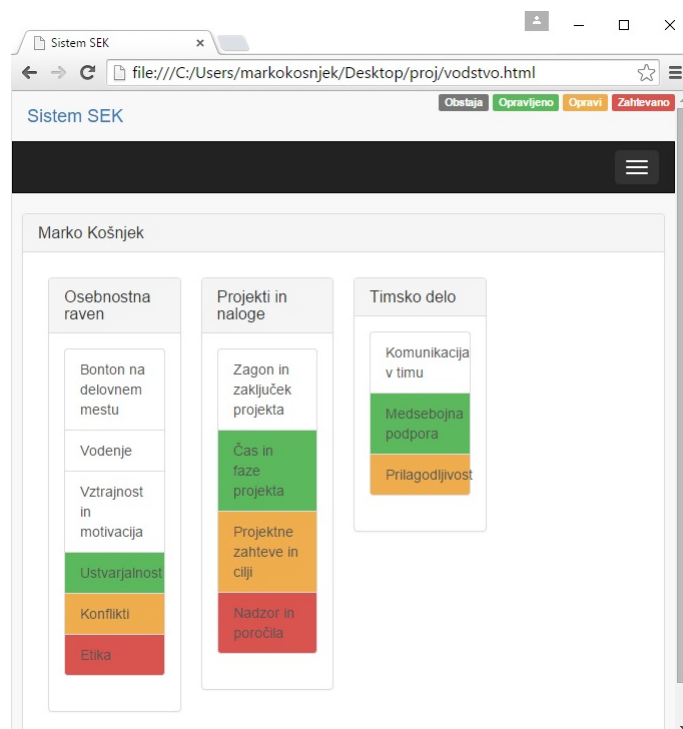 Sistem SEK
file:///C:/Users/markokosnjek/Desktop/proj/vodstvo.html
Sistem SEK
Obstaja Opravljeno Opravi Zahtevano
Marko Košnjek
Osebnostna
raven
Bonton na
delovnem
mestu
Vodenje
Vztrajnost
in
motivacija
Ustvarjalnost
Konflikti
Etika
Projekti in
naloge
Zagon in
zaključek
projekta
Čas in
faze
projekta
Projektne
zahteve in
cilji
Nadzor in
poročila
Timsko delo
Komunikacija
v timu
Medsebojna
podpora
Prilagodljivost